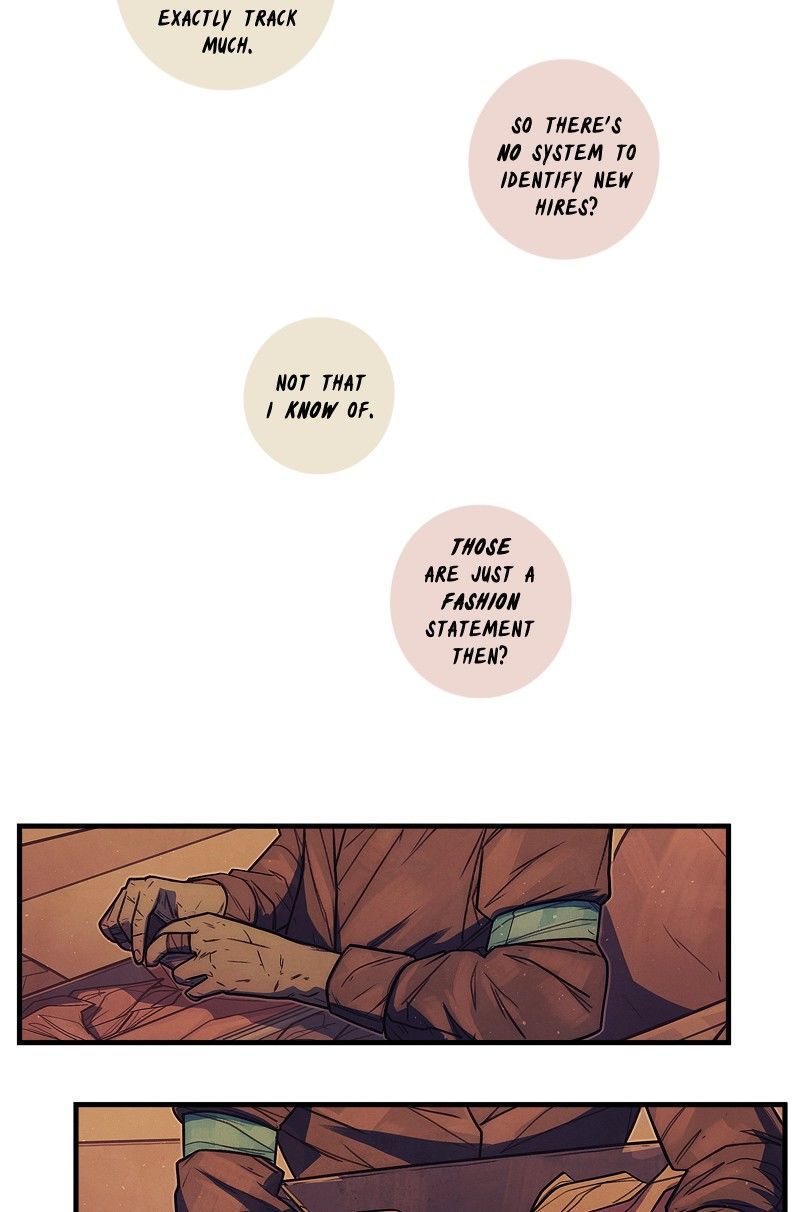 EXACTLY TRACK
MUCH.
SO THERE'S
NO SYSTEM TO
IDENTIFY NEW
HIRES?
NOT THAT
I KNOW OF.
THOSE
ARE JUST A
FASHION
STATEMENT
THEN?